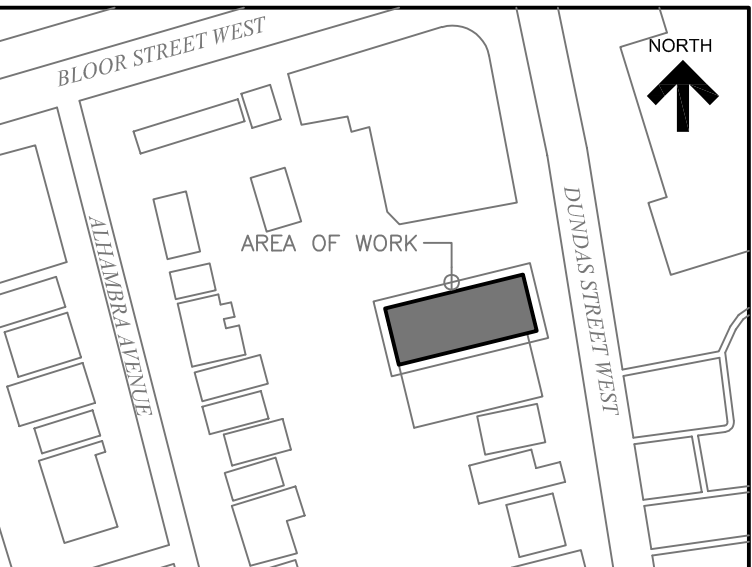 BLOOR STREET WEST
NORTH
ALHAMBRA AVENUE
AREA OF WORK
DUNDAS STREET WEST